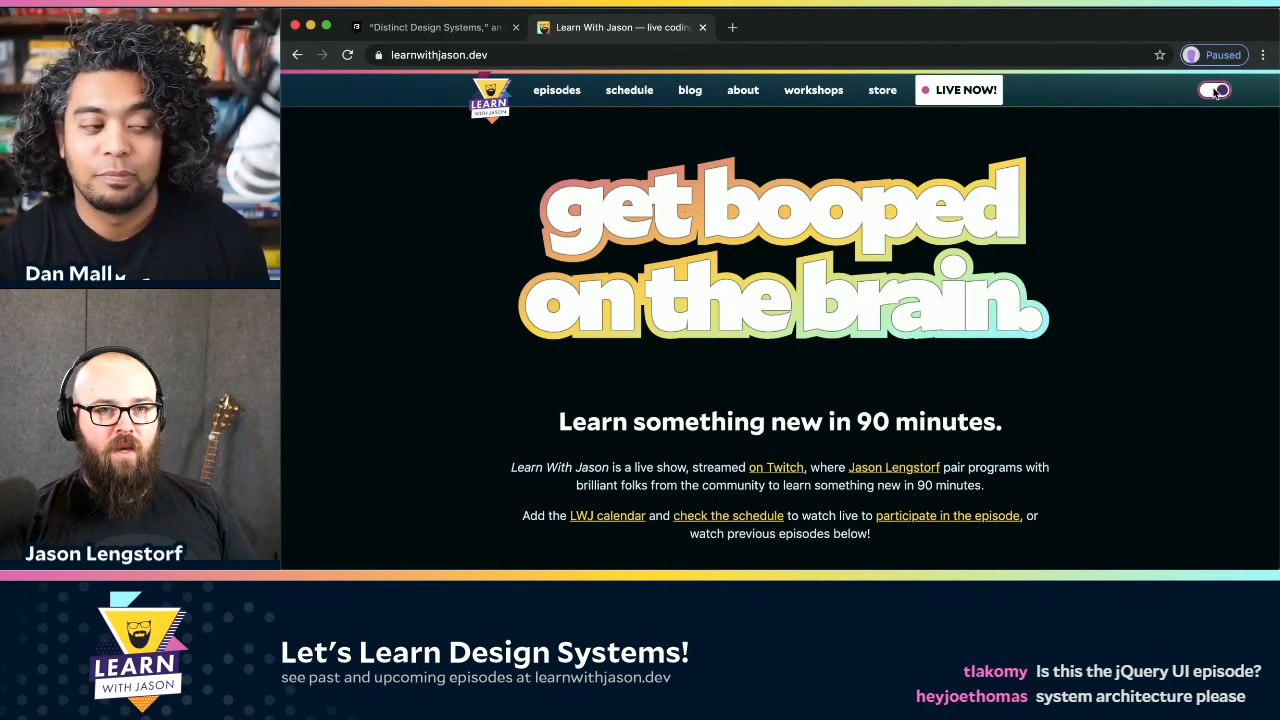 "Distinct Design Systems," an
Learn With Jason — live coding
learnwithjason.dev
Paused
LEARN
WITH JASON
episodes
schedule
blog
about
workshops
store
LIVE NOW!
get booped
on the brain.
Learn something new in 90 minutes.
Learn With Jason is a live show, streamed on Twitch, where Jason Lengstorf pair programs with
brilliant folks from the community to learn something new in 90 minutes.
Add the LWJ calendar and check the schedule to watch live to participate in the episode, or
watch previous episodes below!
Dan Mall
Jason Lengstorf
LEARN
WITH JASON
Let's Learn Design Systems!
see past and upcoming episodes at learnwithjason.dev
tlakomy Is this the jQuery UI episode?
heyjoethomas system architecture please